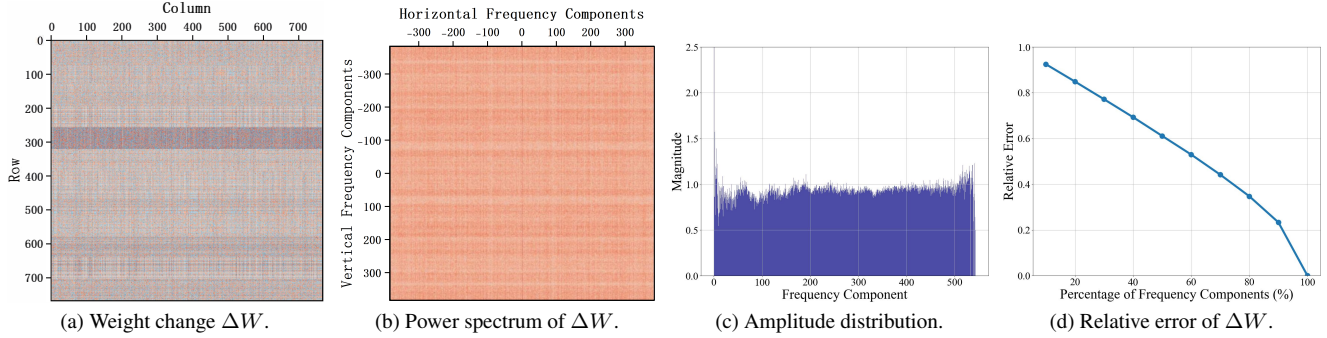 Column
0 100 200 300 400 500 600 700
Row
0
100
200
300
400
500
600
700
(a) Weight change ΔW.
Horizontal Frequency Components
-300 -200 -100 0 100 200 300
Vertical Frequency Components
-300
-200
-100
0
100
200
300
(b) Power spectrum of ΔW.
Magnitude
2.5
2.0
1.5
1.0
0.5
0.0
0 100 200 300 400 500
Frequency Component
(c) Amplitude distribution.
Relative Error
1.0
0.8
0.6
0.4
0.2
0.0
20 40 60 80 100
Percentage of Frequency Components (%)
(d) Relative error of ΔW.